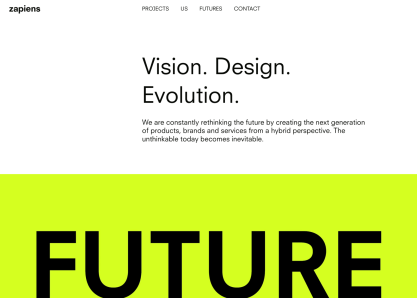 zapiens
PROJECTS US FUTURES CONTACT
Vision. Design.
Evolution.
We are constantly rethinking the future by creating the next generation
of products, brands and services from a hybrid perspective. The
unthinkable today becomes inevitable.
FUTURE